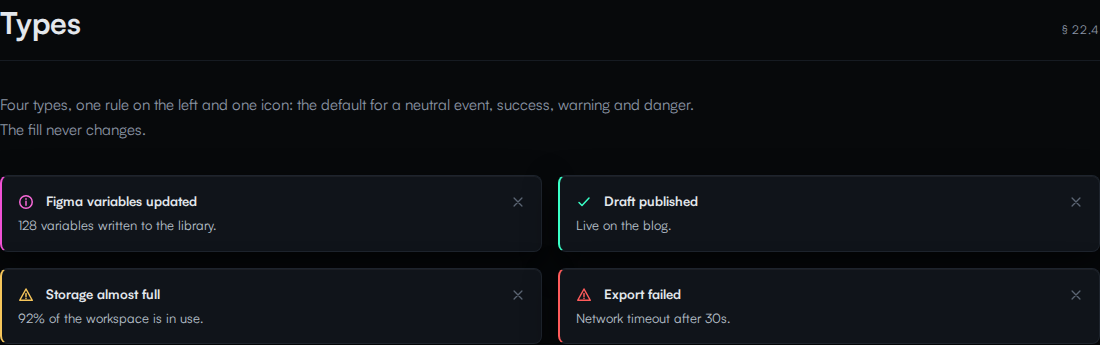 Types
§ 22.4
Four types, one rule on the left and one icon: the default for a neutral event, success, warning and danger.
The fill never changes.
Figma variables updated
128 variables written to the library.
Draft published
Live on the blog.
Storage almost full
92% of the workspace is in use.
Export failed
Network timeout after 30s.